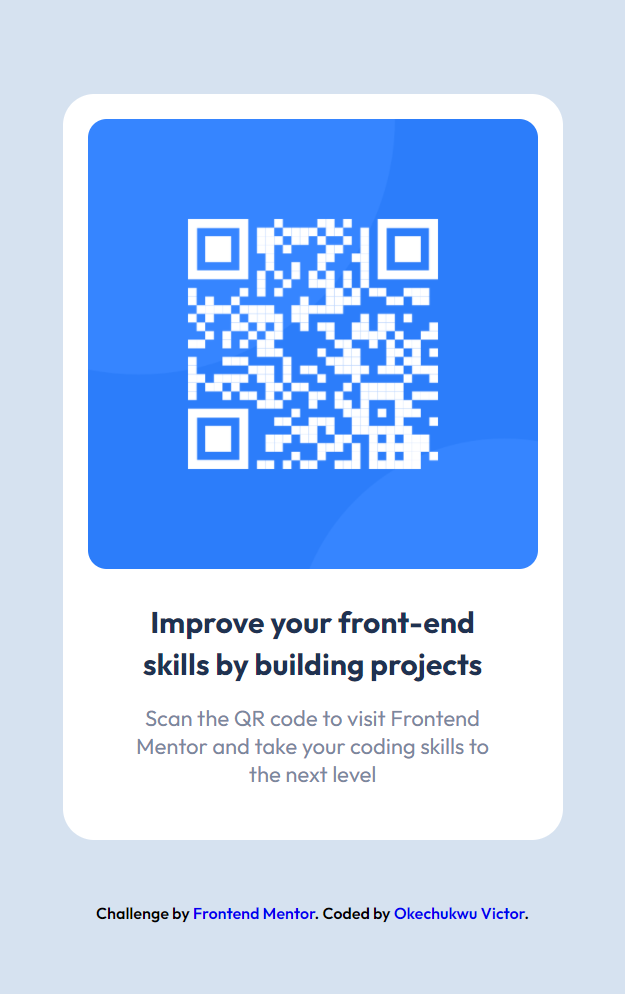 Improve your front-end
skills by building projects
Scan the QR code to visit Frontend
Mentor and take your coding skills to
the next level
Challenge by Frontend Mentor. Coded by Okechukwu Victor.